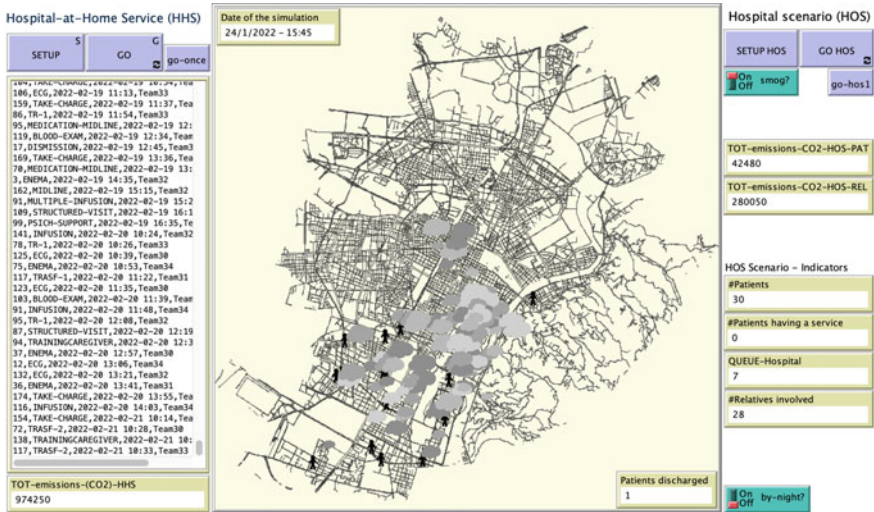 Hospital-at-Home Service (HHS)
S
SETUP
G
GO
go-once
104,TAKE-CHARGE,2022-02-19 10:54,Tea
106,ECG,2022-02-19 11:13,Team33
159,TAKE-CHARGE,2022-02-19 11:37,Tea
86,TR-1,2022-02-19 11:54,Team33
95,MEDICATION-MIDLINE,2022-02-19 12:
119,BLOOD-EXAM,2022-02-19 12:34,Team
17,DISMISSION,2022-02-19 12:45,Team3
169,TAKE-CHARGE,2022-02-19 13:36,Tea
70,MEDICATION-MIDLINE,2022-02-19 13:
3,ENEMA,2022-02-19 14:35,Team32
162,MIDLINE,2022-02-19 15:15,Team32
91,MULTIPLE-INFUSION,2022-02-19 15:2
109,STRUCTURED-VISIT,2022-02-19 16:1
99,PSICH-SUPPORT,2022-02-19 16:35,Te
141,INFUSION,2022-02-20 10:24,Team32
78,TR-1,2022-02-20 10:26,Team33
125,ECG,2022-02-20 10:39,Team30
75,ENEMA,2022-02-20 10:53,Team34
117,TRASF-1,2022-02-20 11:22,Team31
123,ECG,2022-02-20 11:35,Team30
103,BLOOD-EXAM,2022-02-20 11:39,Team
91,INFUSION,2022-02-20 11:48,Team34
95,TR-1,2022-02-20 12:08,Team32
87,STRUCTURED-VISIT,2022-02-20 12:19
94,TRAININGCAREGIVER,2022-02-20 12:3
37,ENEMA,2022-02-20 12:57,Team30
12,ECG,2022-02-20 13:06,Team34
132,ECG,2022-02-20 13:21,Team32
36,ENEMA,2022-02-20 13:41,Team31
174,TAKE-CHARGE,2022-02-20 13:55,Tea
116,INFUSION,2022-02-20 14:03,Team34
154,TAKE-CHARGE,2022-02-21 10:14,Tea
72,TRASF-2,2022-02-21 10:28,Team30
138,TRAININGCAREGIVER,2022-02-21 10:
117,TRASF-2,2022-02-21 10:33,Team33
TOT-emissions-(CO2)-HHS
974250
Date of the simulation
24/1/2022 - 15:45
Patients discharged
1
Hospital scenario (HOS)
SETUP HOS
GO HOS
On
Off
smog?
go-hos1
TOT-emissions-CO2-HOS-PAT
42480
TOT-emissions-CO2-HOS-REL
280050
HOS Scenario - Indicators
#Patients
30
#Patients having a service
0
QUEUE-Hospital
7
#Relatives involved
28
On
Off
by-night?